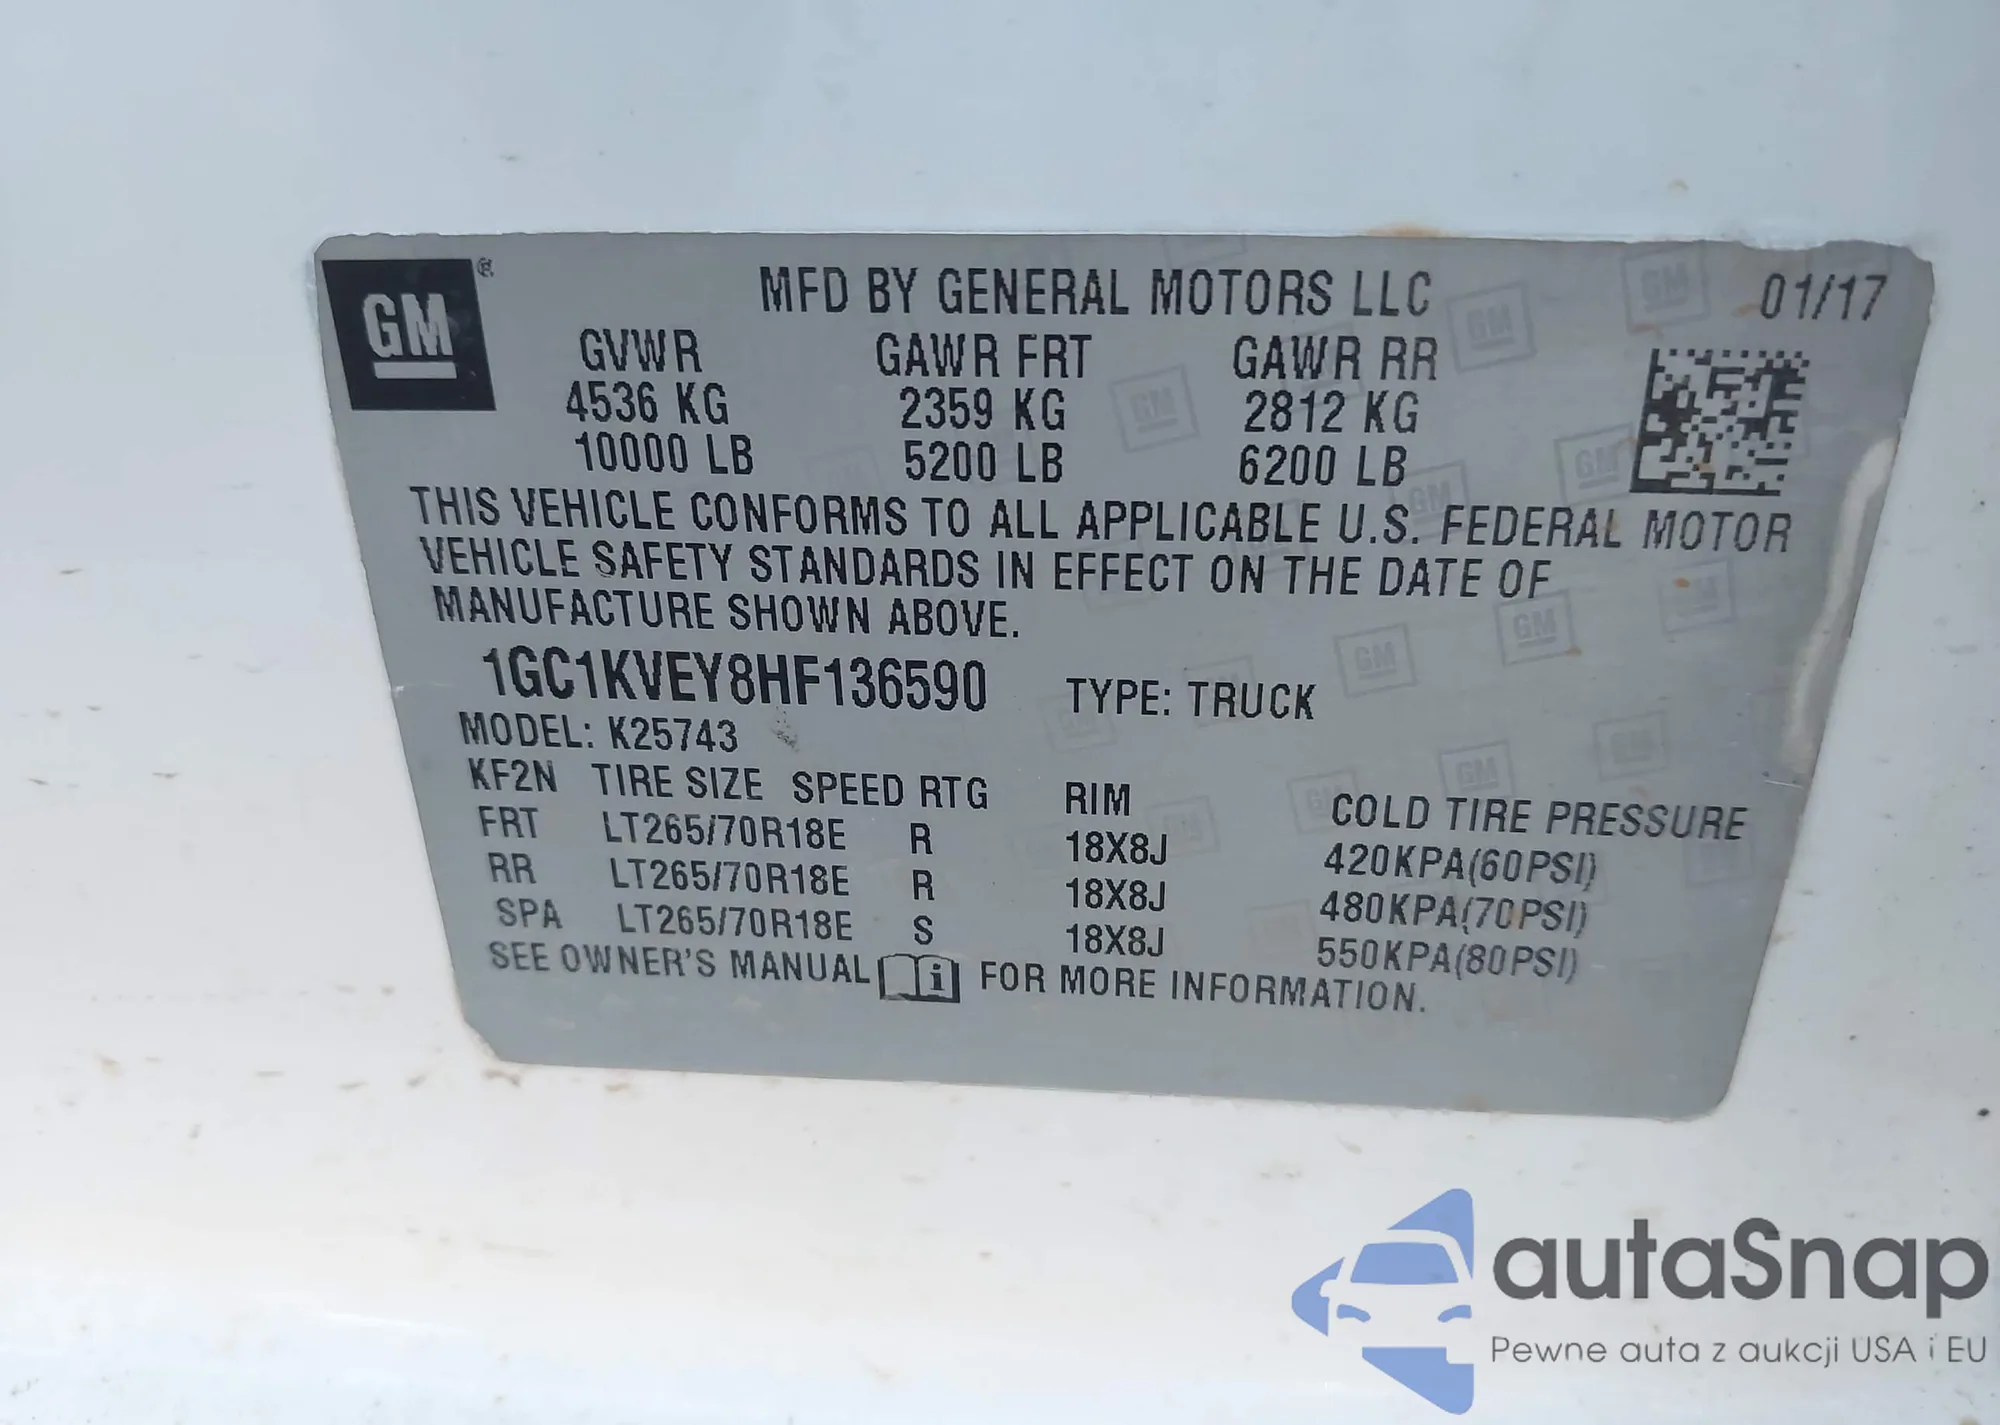 GM
MFD BY GENERAL MOTORS LLC 01/17
GVWR GAWR FRT GAWR RR
4536 KG 2359 KG 2812 KG
10000 LB 5200 LB 6200 LB
THIS VEHICLE CONFORMS TO ALL APPLICABLE U.S. FEDERAL MOTOR
VEHICLE SAFETY STANDARDS IN EFFECT ON THE DATE OF
MANUFACTURE SHOWN ABOVE.
1GC1KVEY8HF136590 TYPE: TRUCK
MODEL: K25743
KF2N TIRE SIZE SPEED RTG RIM COLD TIRE PRESSURE
FRT LT265/70R18E R 18X8J 420KPA(60PSI)
RR LT265/70R18E R 18X8J 480KPA(70PSI)
SPA LT265/70R18E S 18X8J 550KPA(80PSI)
SEE OWNER'S MANUAL i FOR MORE INFORMATION.
autaSnap
Pewne auta z aukcji USA i EU